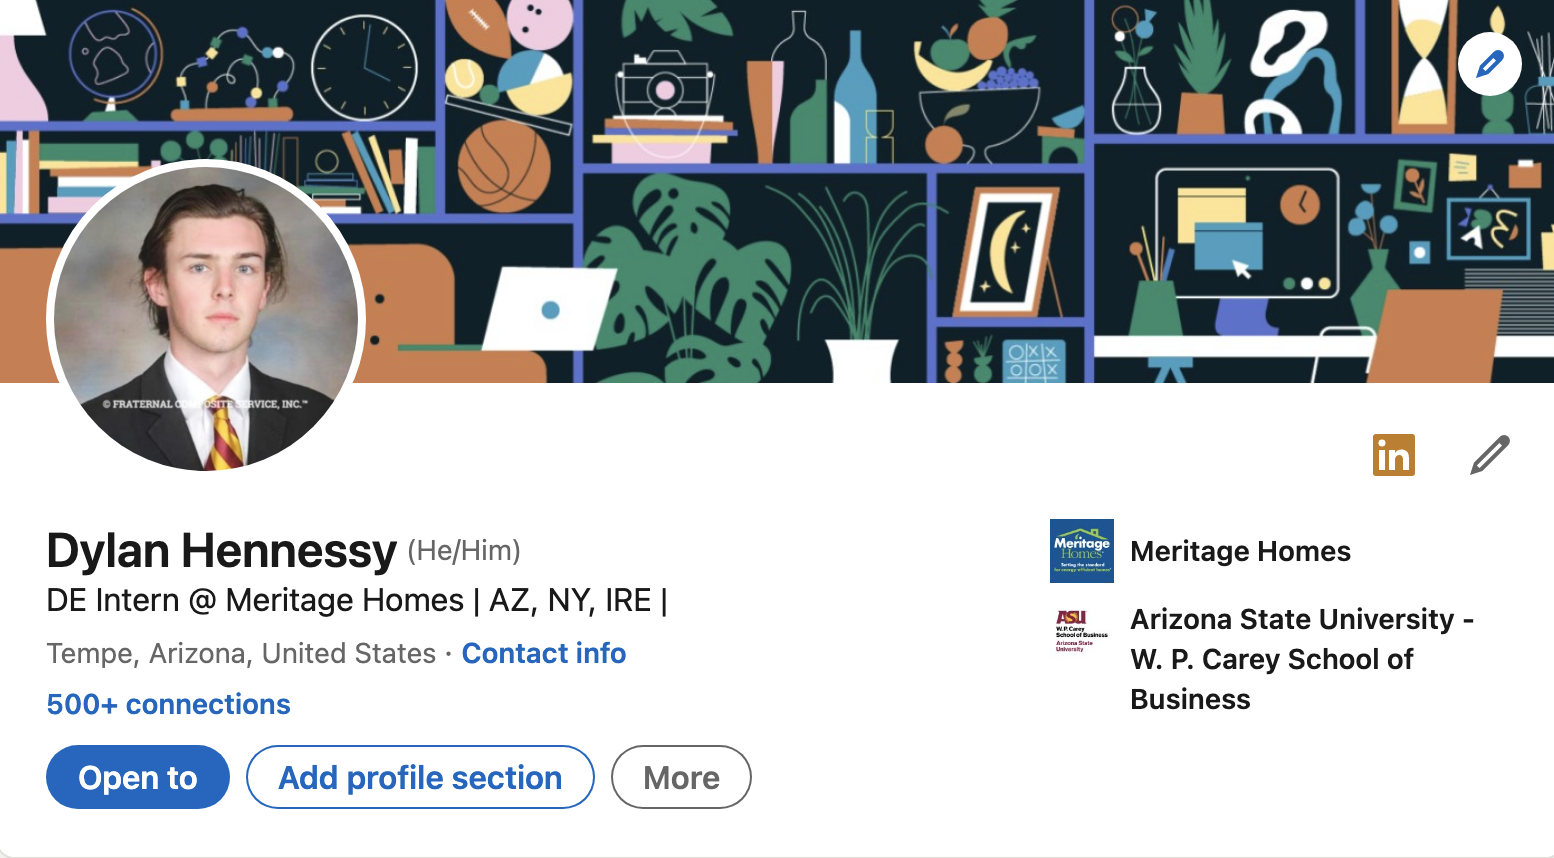 © FRATERNAL COMPOSITE SERVICE, INC.™
in
Dylan Hennessy (He/Him)
DE Intern @ Meritage Homes | AZ, NY, IRE |
Tempe, Arizona, United States · Contact info
500+ connections
Open to
Add profile section
More
Meritage
Homes®
Setting the standard
for energy-efficient homes®
Meritage Homes
ASU
W. P. Carey
School of Business
Arizona State
University
Arizona State University -
W. P. Carey School of
Business